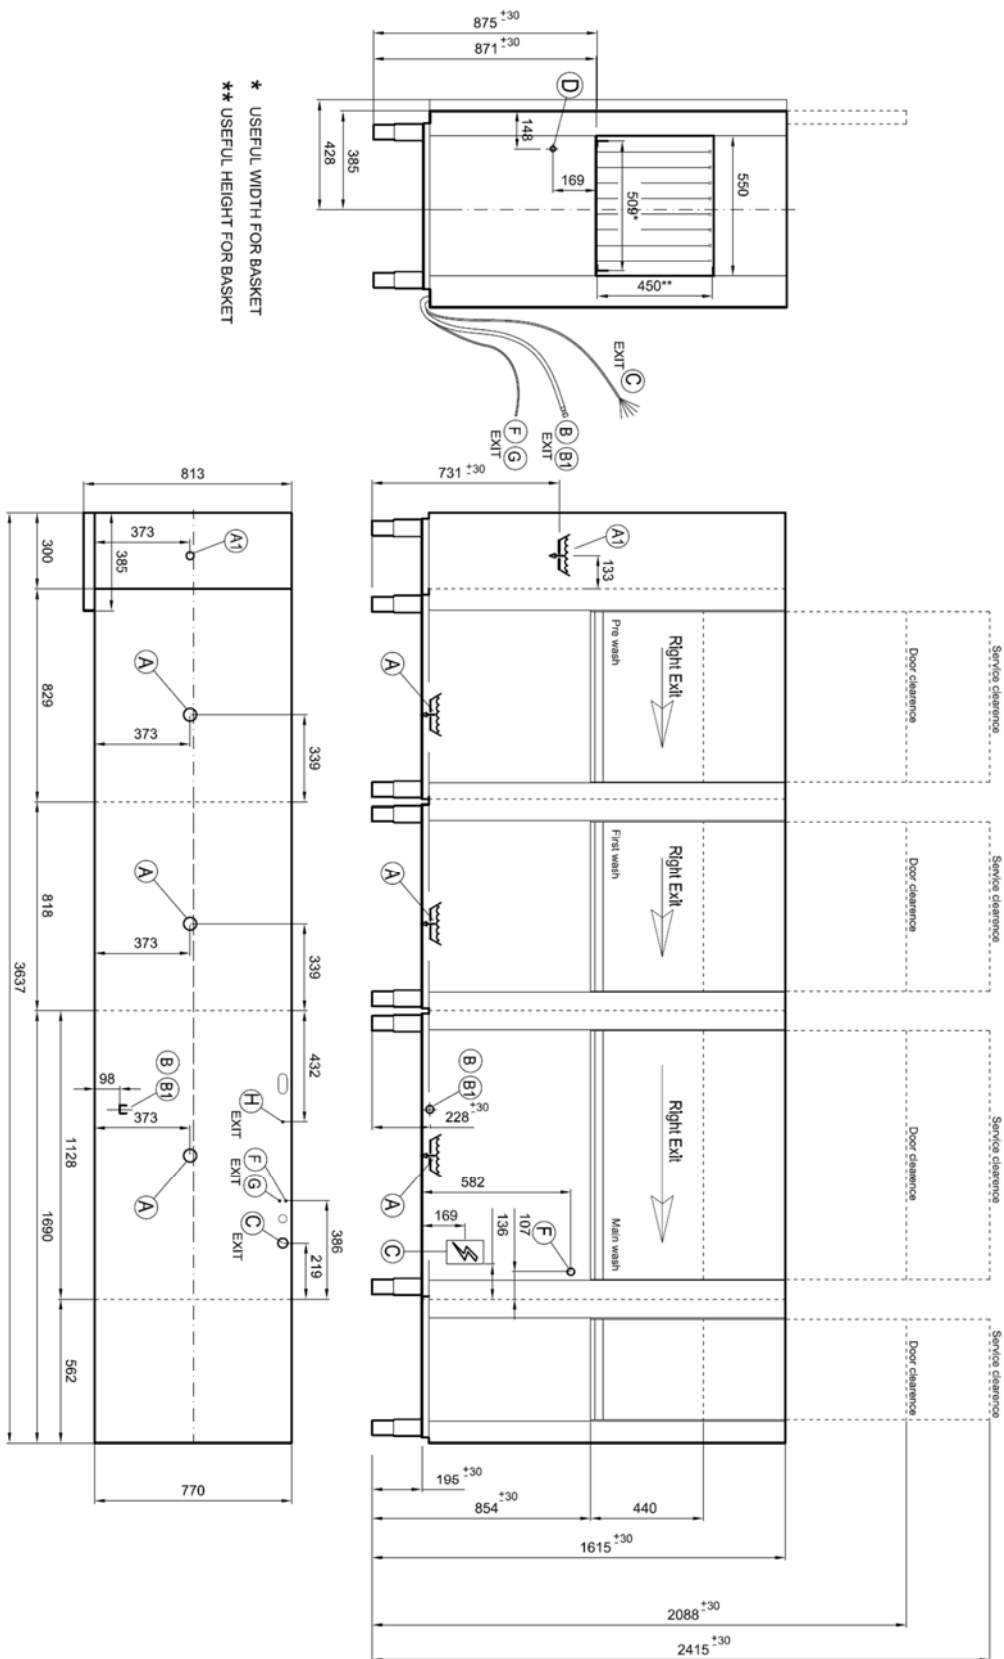 875 +-30
871 +-30
D
148
385
428
169
550
509*
450**
* USEFUL WIDTH FOR BASKET
** USEFUL HEIGHT FOR BASKET
C
EXIT
B B1
EXIT
F G
EXIT
731 +-30
A1
133
Service clearence
Door clearence
Pre wash
Right Exit
A
Service clearence
Door clearence
First wash
Right Exit
A
Service clearence
Door clearence
Main wash
Right Exit
B B1
228 +-30
A
582
169
136
107
F
C
Service clearence
Door clearence
195 +-30
854 +-30
440
1615 +-30
2088 +-30
2415 +-30
813
373
385
300
A1
A
373
339
829
A
373
339
818
3637
432
B B1
98
373
H
EXIT
F G
EXIT
C
EXIT
A
386
219
1128
1690
562
770